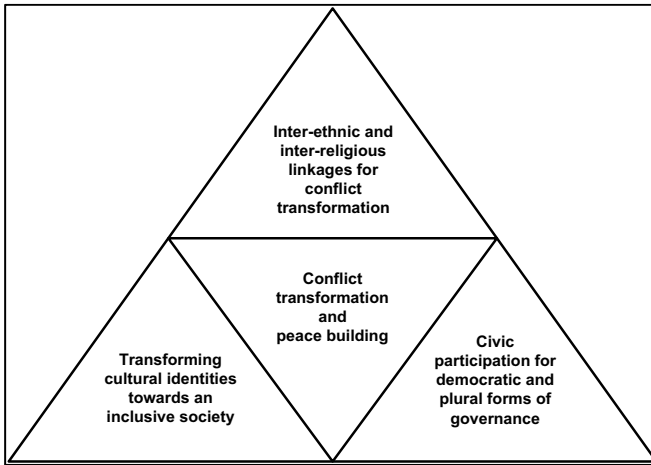 Inter-ethnic and
inter-religious
linkages for
conflict
transformation
Conflict
transformation
and
peace building
Transforming
cultural identities
towards an
inclusive society
Civic
participation for
democratic and
plural forms of
governance